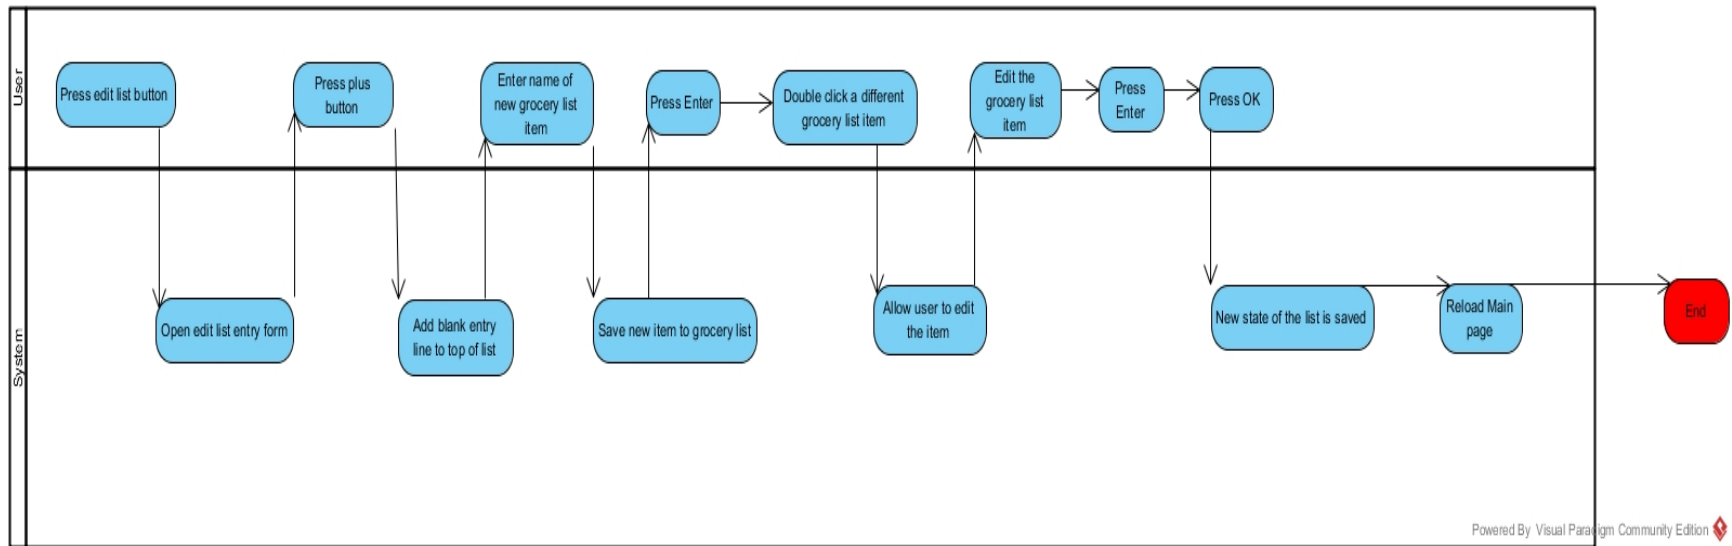 User
Press edit list button
Press plus
button
Enter name of
new grocery list
item
Press Enter
Double click a different
grocery list item
Edit the
grocery list
item
Press
Enter
Press OK
System
Open edit list entry form
Add blank entry
line to top of list
Save new item to grocery list
Allow user to edit
the item
New state of the list is saved
Reload Main
page
End
Powered By Visual Paradigm Community Edition